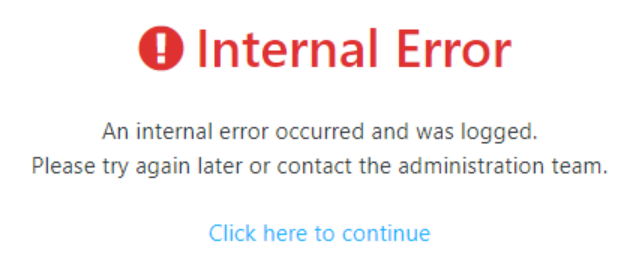 Internal Error
An internal error occurred and was logged.
Please try again later or contact the administration team.
Click here to continue